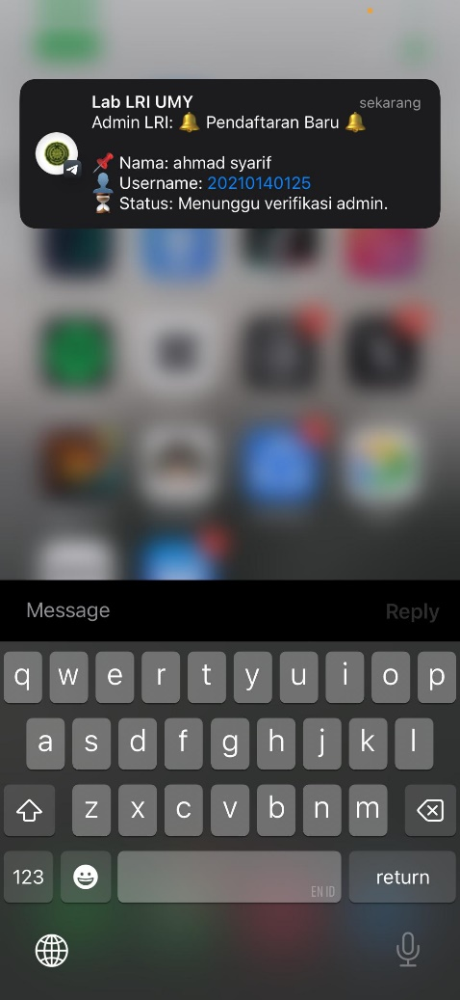 Lab LRI UMY sekarang
Admin LRI: 🔔 Pendaftaran Baru 🔔
📌 Nama: ahmad syarif
👤 Username: 20210140125
⏳ Status: Menunggu verifikasi admin.
Message Reply
q w e r t y u i o p
a s d f g h j k l
z x c v b n m
123 EN ID return